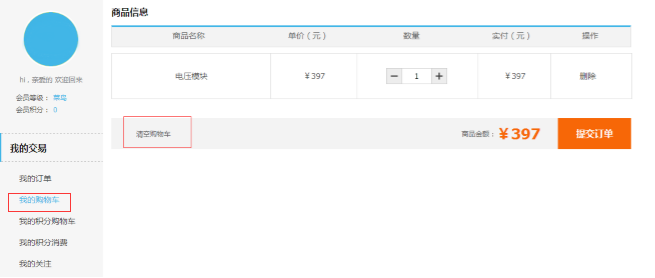 hi，亲爱的 欢迎回来
会员等级： 菜鸟
会员积分： 0
我的交易
我的订单
我的购物车
我的积分购物车
我的积分消费
我的关注
商品信息
商品名称 单价（元） 数量 实付（元） 操作
电压模块 ￥397 − 1 + ￥397 删除
清空购物车 商品金额：￥397 提交订单